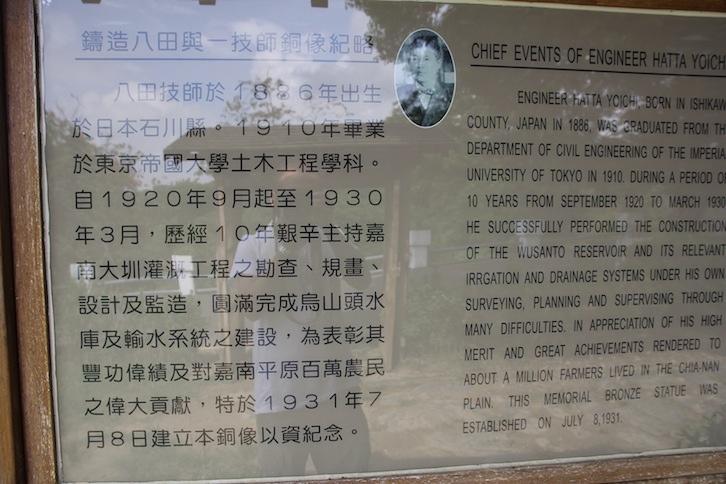 鑄造八田與一技師銅像紀略
八田技師於１８８６年出生
於日本石川縣。１９１０年畢業
於東京帝國大學土木工程學科。
自１９２０年９月起至１９３０
年３月，歷經１０年艱辛主持嘉
南大圳灌溉工程之勘查、規畫、
設計及監造，圓滿完成烏山頭水
庫及輸水系統之建設，為表彰其
豐功偉績及對嘉南平原百萬農民
之偉大貢獻，特於１９３１年７
月８日建立本銅像以資紀念。
CHIEF EVENTS OF ENGINEER HATTA YOICH
ENGINEER HATTA YOICHI, BORN IN ISHIKAW
COUNTY, JAPAN IN 1886, WAS GRADUATED FROM TH
DEPARTMENT OF CIVIL ENGINEERING OF THE IMPERIA
UNIVERSITY OF TOKYO IN 1910. DURING A PERIOD OF
10 YEARS FROM SEPTEMBER 1920 TO MARCH 1930
HE SUCCESSFULLY PERFORMED THE CONSTRUCTION
OF THE WUSANTO RESERVOIR AND ITS RELEVANT
IRRGATION AND DRAINAGE SYSTEMS UNDER HIS OWN
SURVEYING, PLANNING AND SUPERVISING THROUGH
MANY DIFFICULTIES. IN APPRECIATION OF HIS HIGH
MERIT AND GREAT ACHIEVEMENTS RENDERED TO
ABOUT A MILLION FARMERS LIVED IN THE CHIA-NAN
PLAIN. THIS MEMORIAL BRONZE STATUE WAS
ESTABLISHED ON JULY 8,1931.